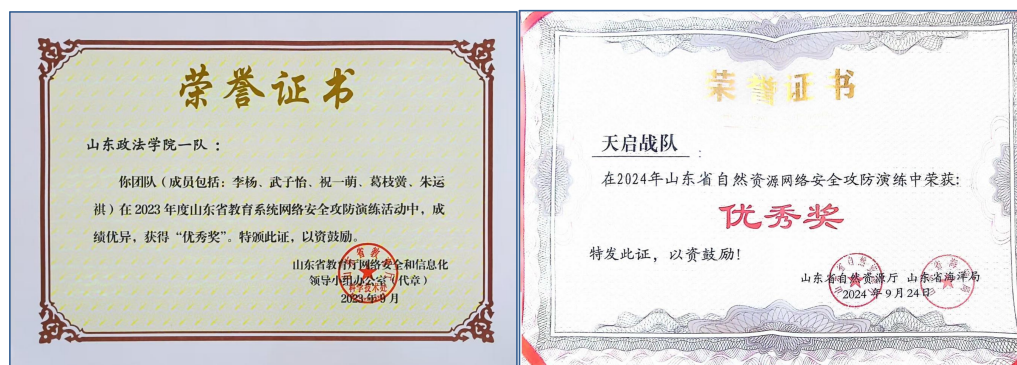 荣誉证书
山东政法学院一队：
你团队（成员包括：李杨、武子怡、祝一萌、葛枝簧、朱运
祺）在 2023 年度山东省教育系统网络安全攻防演练活动中，成
绩优异，获得“优秀奖”。特颁此证，以资鼓励。
山东省教育厅网络安全和信息化
领导小组办公室（代章）
2023年8月
科学技术处
荣誉证书
天启战队：
在2024年山东省自然资源网络安全攻防演练中荣获：
优秀奖
特发此证，以资鼓励！
山东省自然资源厅 山东省海洋局
2024年9月24日